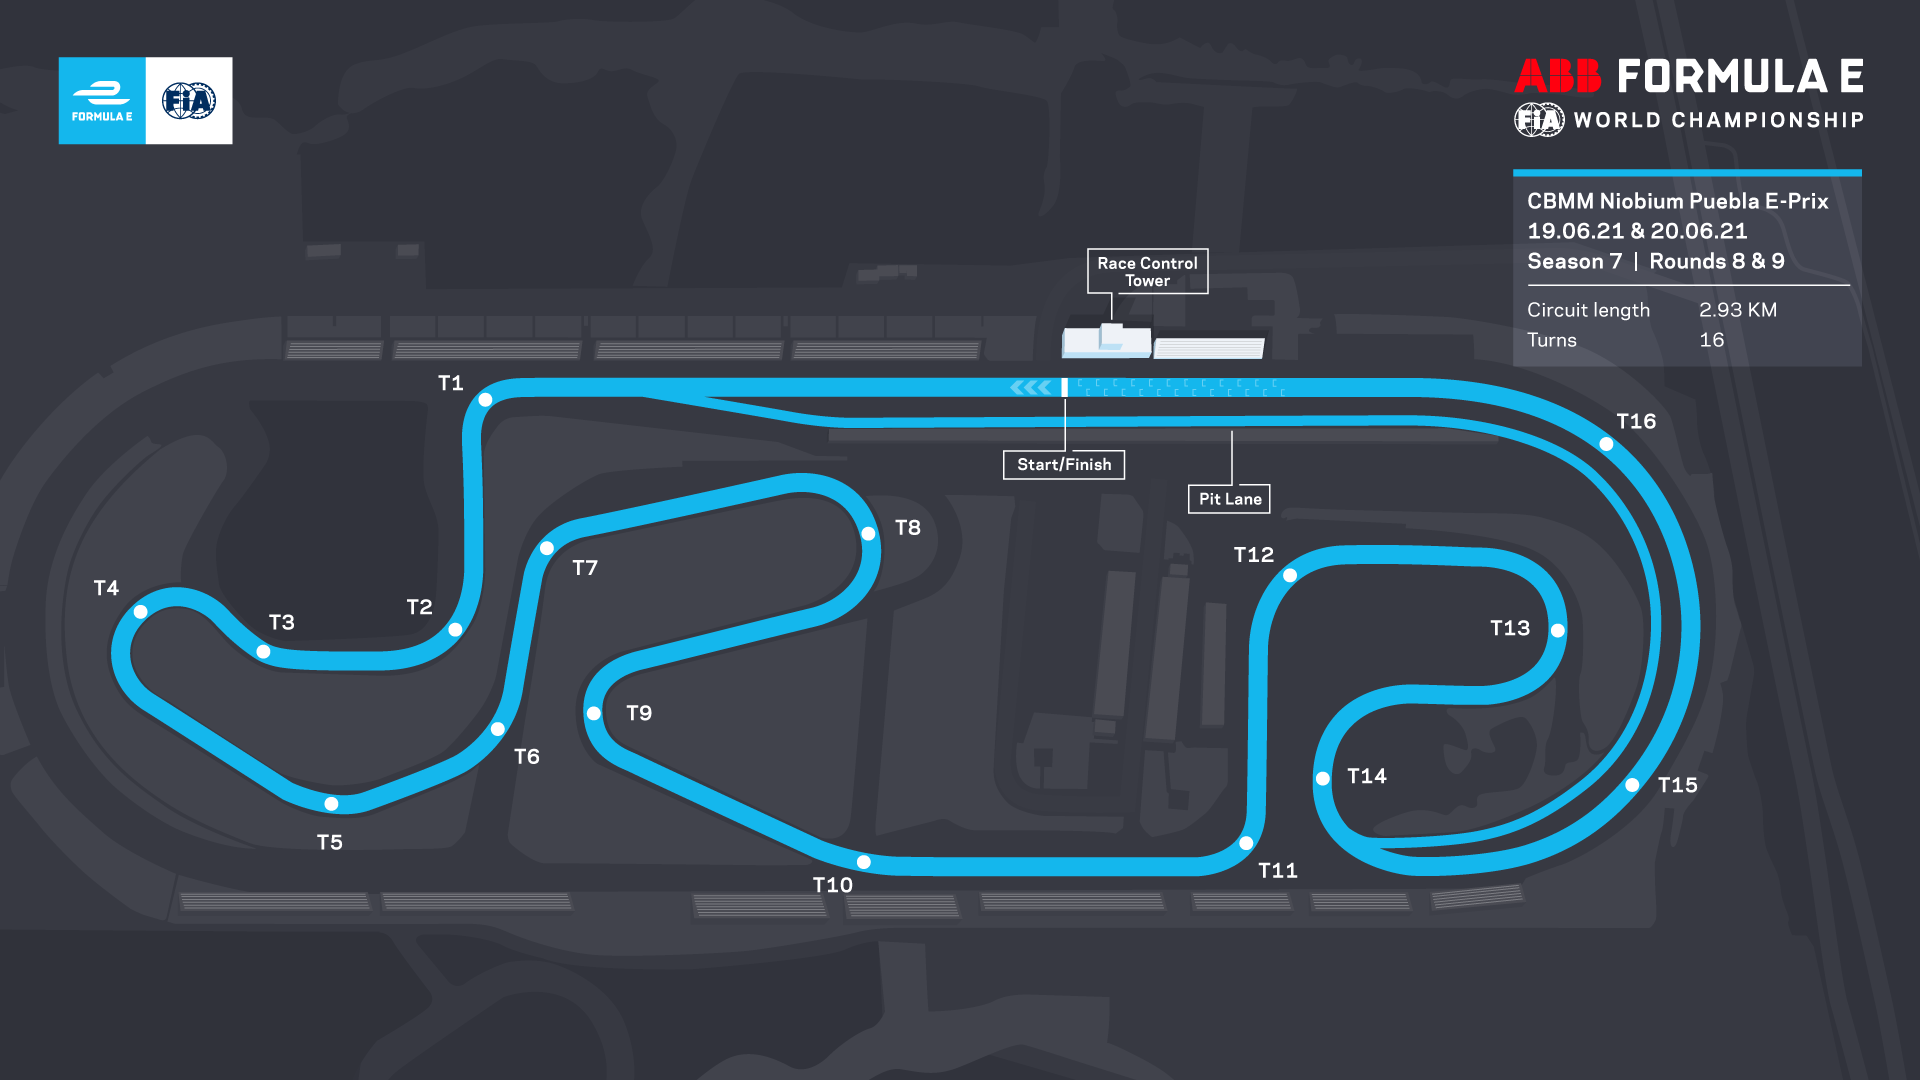 FORMULA E
FIA
ABB FORMULA E
FIA WORLD CHAMPIONSHIP
CBMM Niobium Puebla E-Prix
19.06.21 & 20.06.21
Season 7 | Rounds 8 & 9
Circuit length 2.93 KM
Turns 16
Race Control
Tower
T1
T16
Start/Finish
Pit Lane
T8
T12
T7
T4
T2
T3
T13
T9
T6
T14
T15
T5
T11
T10